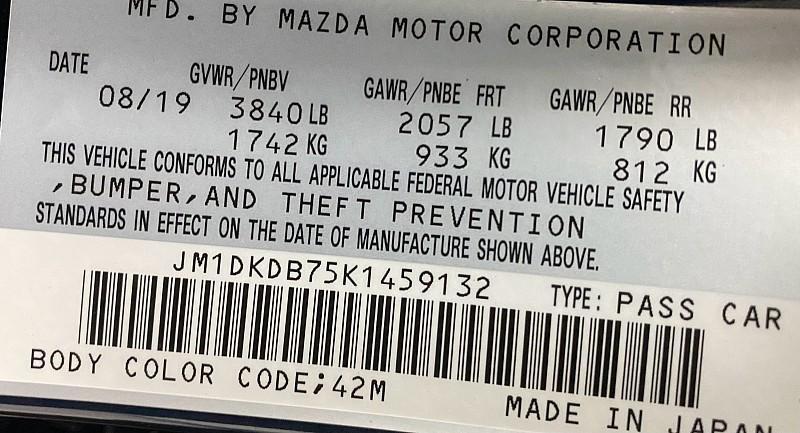 MFD. BY MAZDA MOTOR CORPORATION
DATE GVWR/PNBV GAWR/PNBE FRT GAWR/PNBE RR
08/19 3840 LB 2057 LB 1790 LB
1742 KG 933 KG 812 KG
THIS VEHICLE CONFORMS TO ALL APPLICABLE FEDERAL MOTOR VEHICLE SAFETY
,BUMPER,AND THEFT PREVENTION
STANDARDS IN EFFECT ON THE DATE OF MANUFACTURE SHOWN ABOVE.
JM1DKDB75K1459132 TYPE: PASS CAR
BODY COLOR CODE;42M
MADE IN JAPAN